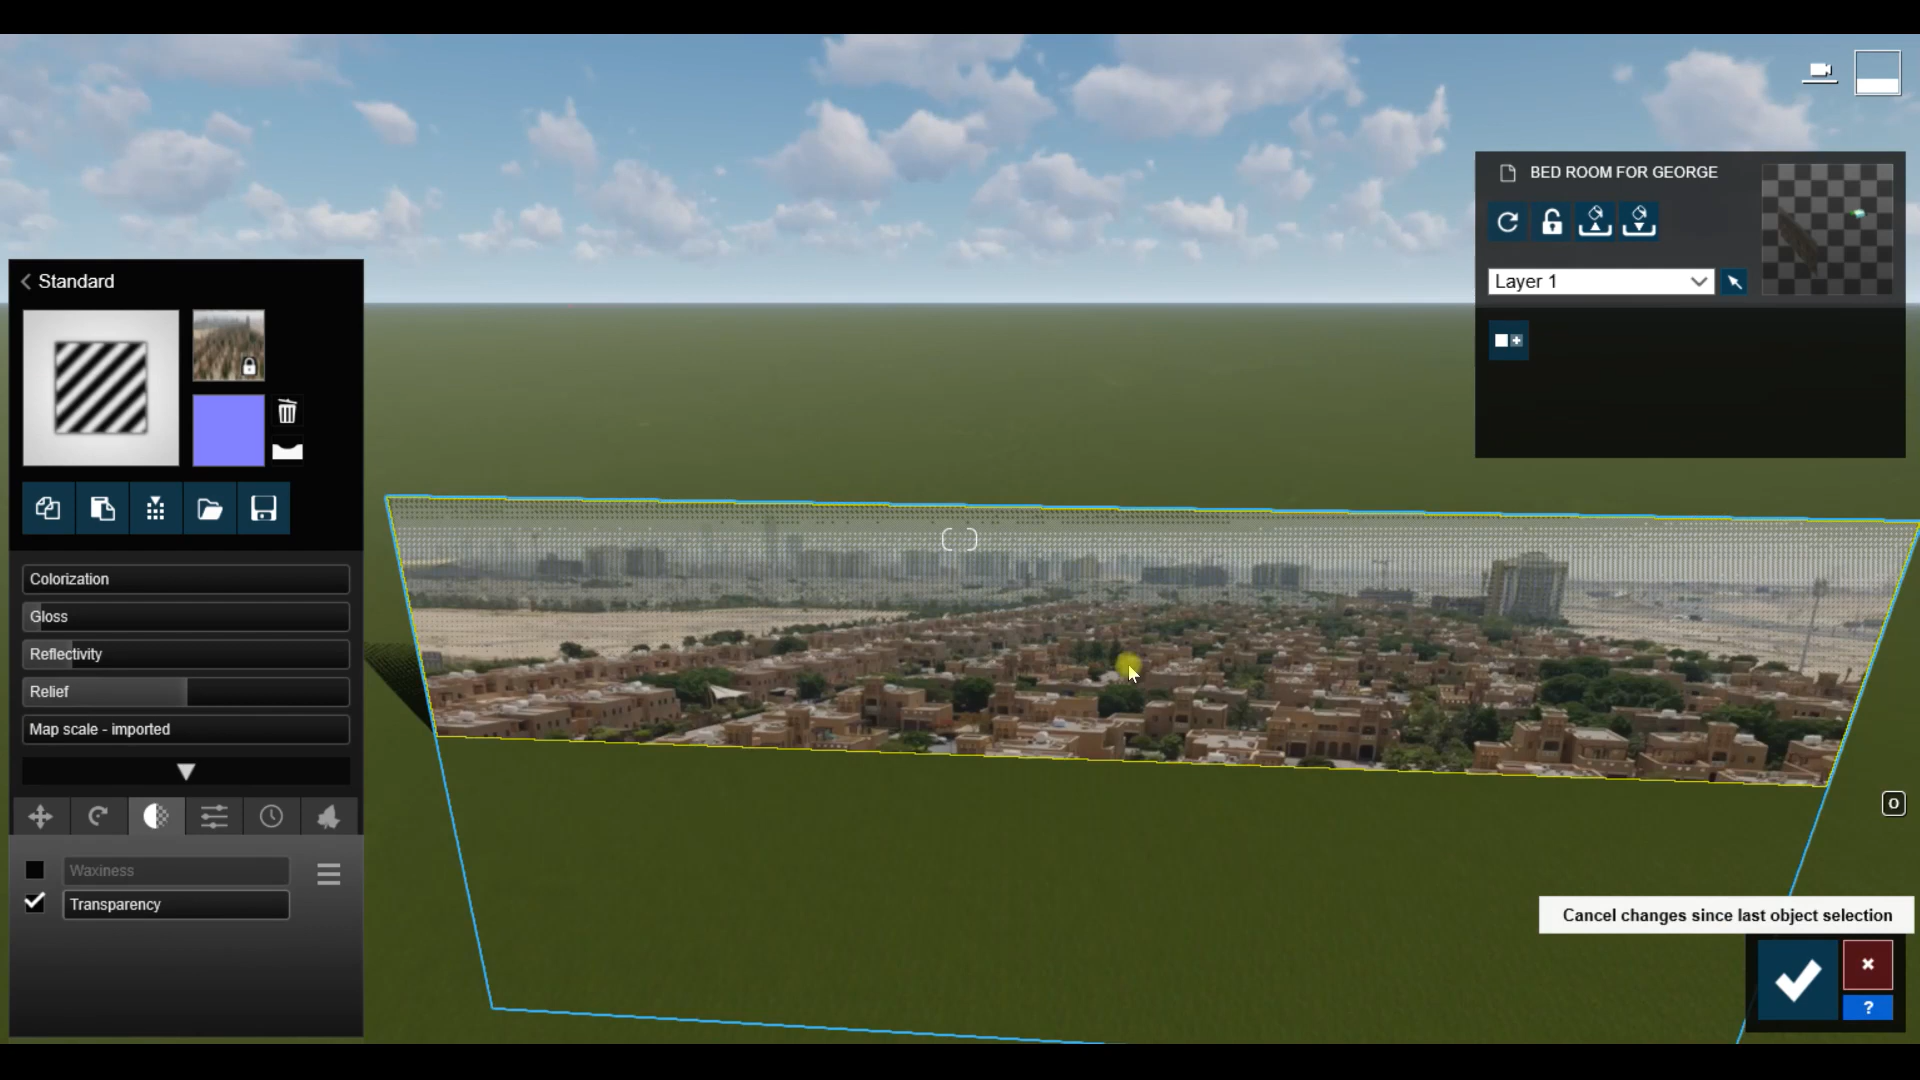 BED ROOM FOR GEORGE
Layer 1
Standard
Colorization
Gloss
Reflectivity
Relief
Map scale - imported
Waxiness
Transparency
O
Cancel changes since last object selection
?